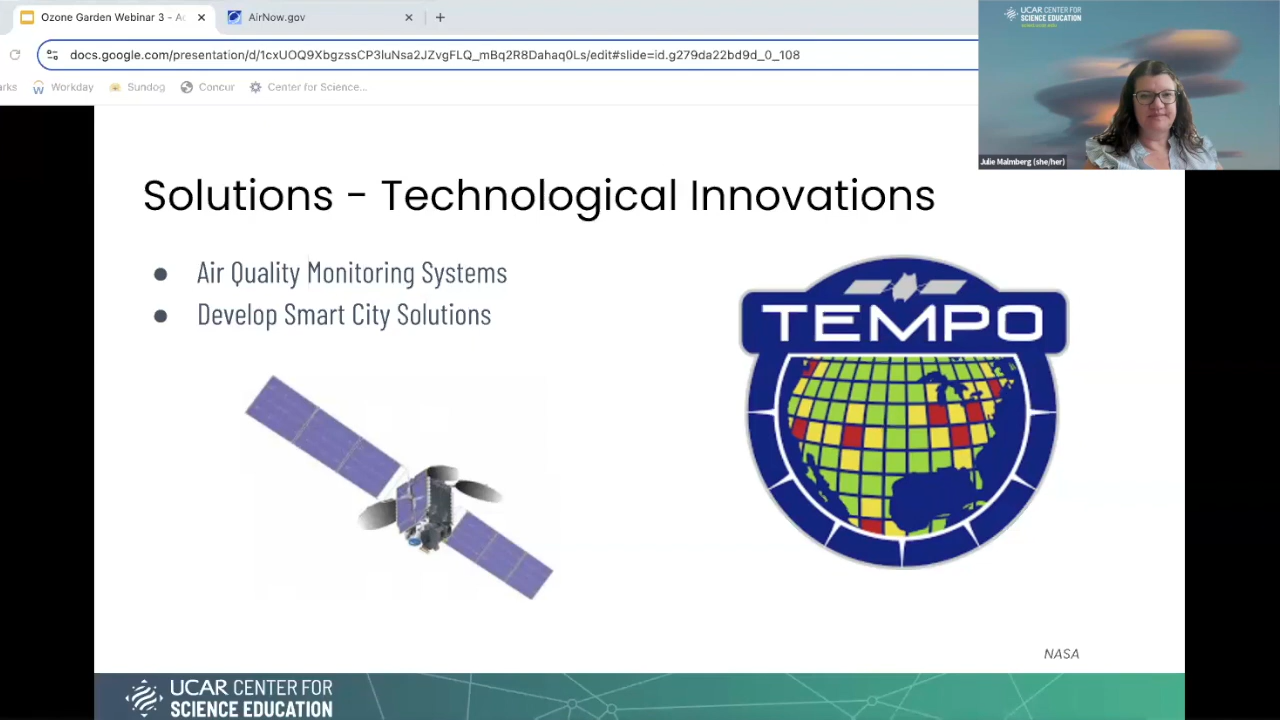 Ozone Garden Webinar 3 - Ac
AirNow.gov
docs.google.com/presentation/d/1cxUOQ9XbgzssCP3luNsa2JZvgFLQ_mBq2R8Dahaq0Ls/edit#slide=id.g279da22bd9d_0_108
arks
Workday
Sundog
Concur
Center for Science...
UCAR CENTER FOR
SCIENCE EDUCATION
Julie Malmberg (she/her)
Solutions - Technological Innovations
● Air Quality Monitoring Systems
● Develop Smart City Solutions
TEMPO
NASA
UCAR CENTER FOR
SCIENCE EDUCATION